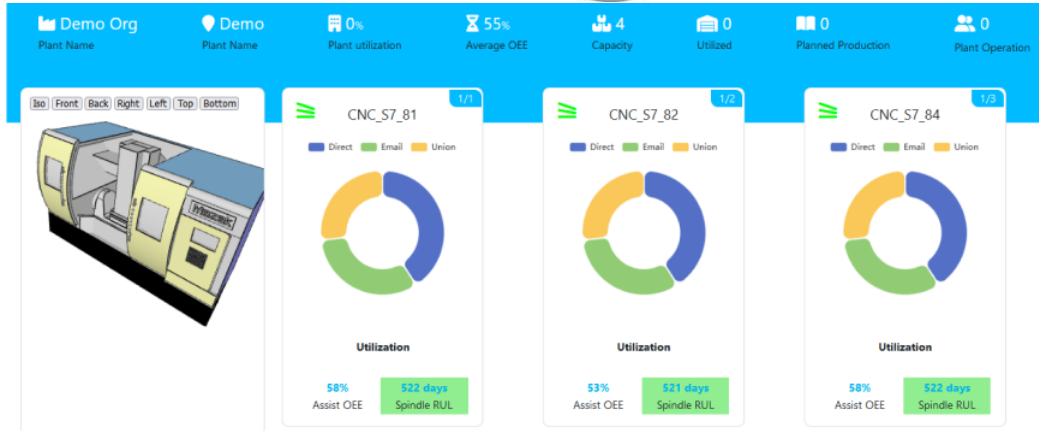 Demo Org
Plant Name
Demo
Plant Name
0%
Plant utilization
55%
Average OEE
4
Capacity
0
Utilized
0
Planned Production
0
Plant Operation
Iso Front Back Right Left Top Bottom
1/1
CNC_S7_81
Direct Email Union
Utilization
58%
Assist OEE
522 days
Spindle RUL
1/2
CNC_S7_82
Direct Email Union
Utilization
53%
Assist OEE
521 days
Spindle RUL
1/3
CNC_S7_84
Direct Email Union
Utilization
58%
Assist OEE
522 days
Spindle RUL